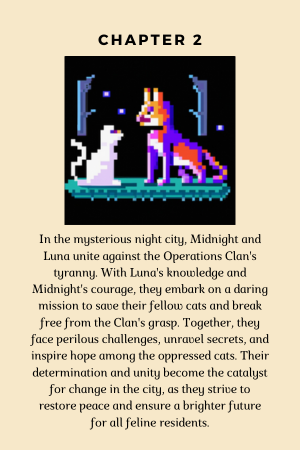 CHAPTER 2
In the mysterious night city, Midnight and
Luna unite against the Operations Clan's
tyranny. With Luna's knowledge and
Midnight's courage, they embark on a daring
mission to save their fellow cats and break
free from the Clan's grasp. Together, they
face perilous challenges, unravel secrets, and
inspire hope among the oppressed cats. Their
determination and unity become the catalyst
for change in the city, as they strive to
restore peace and ensure a brighter future
for all feline residents.